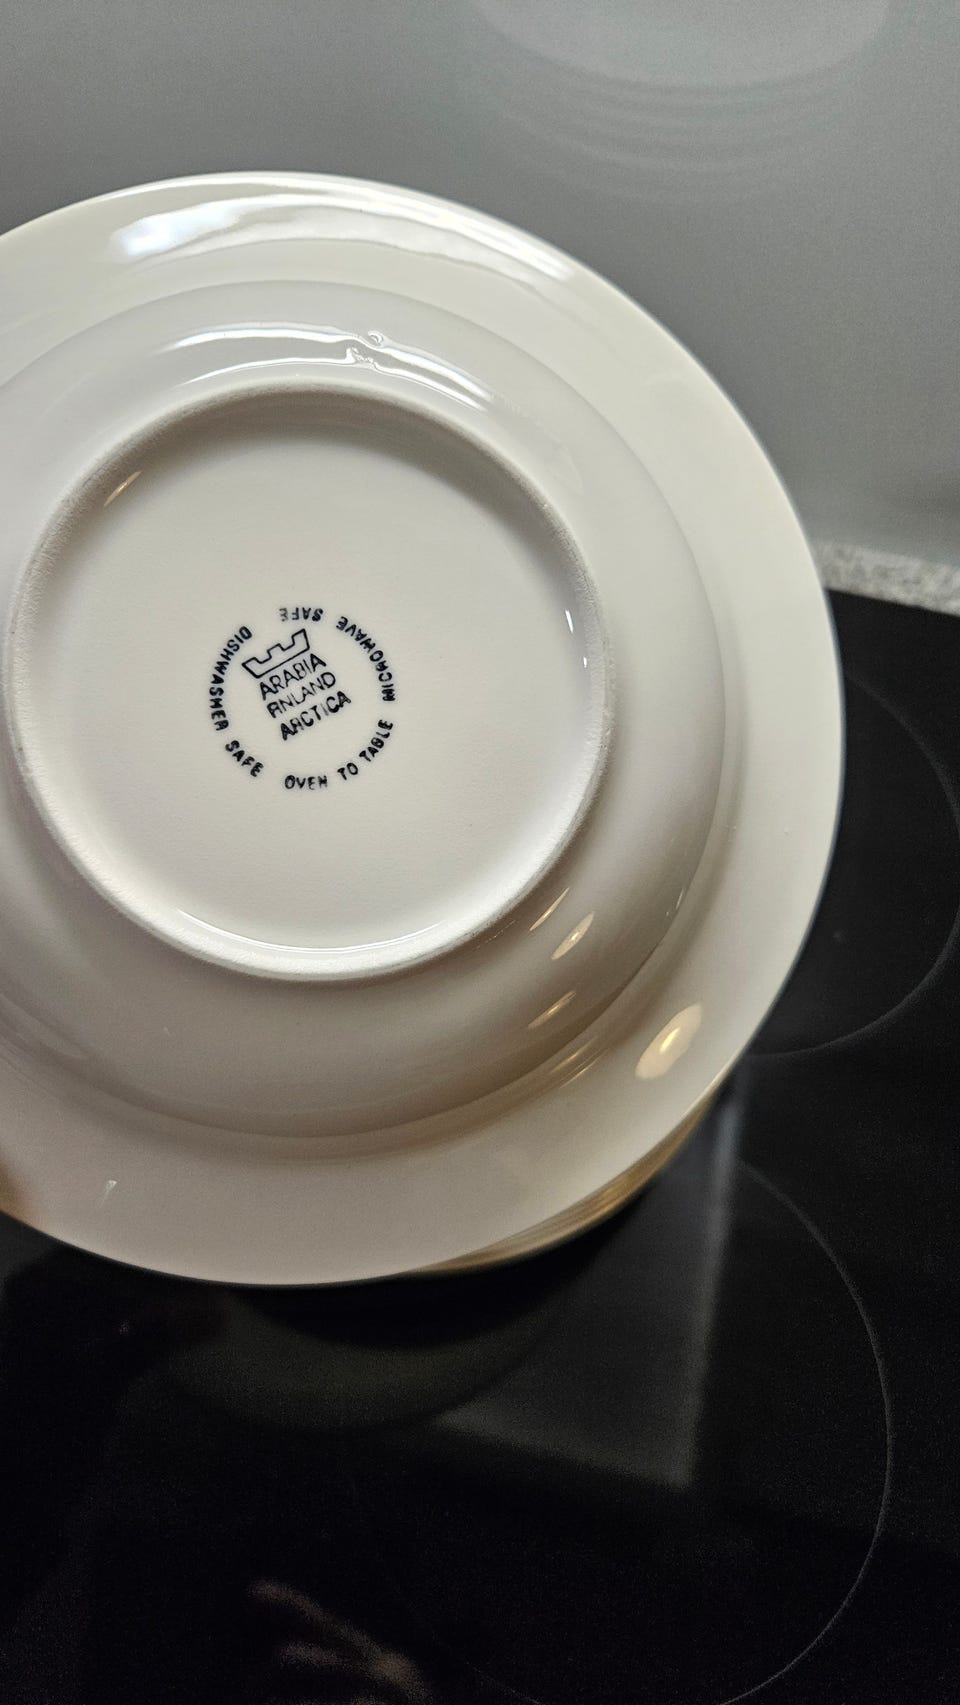 ARABIA
FINLAND
ARCTICA
DISHWASHER SAFE
OVEN TO TABLE
MICROWAVE SAFE